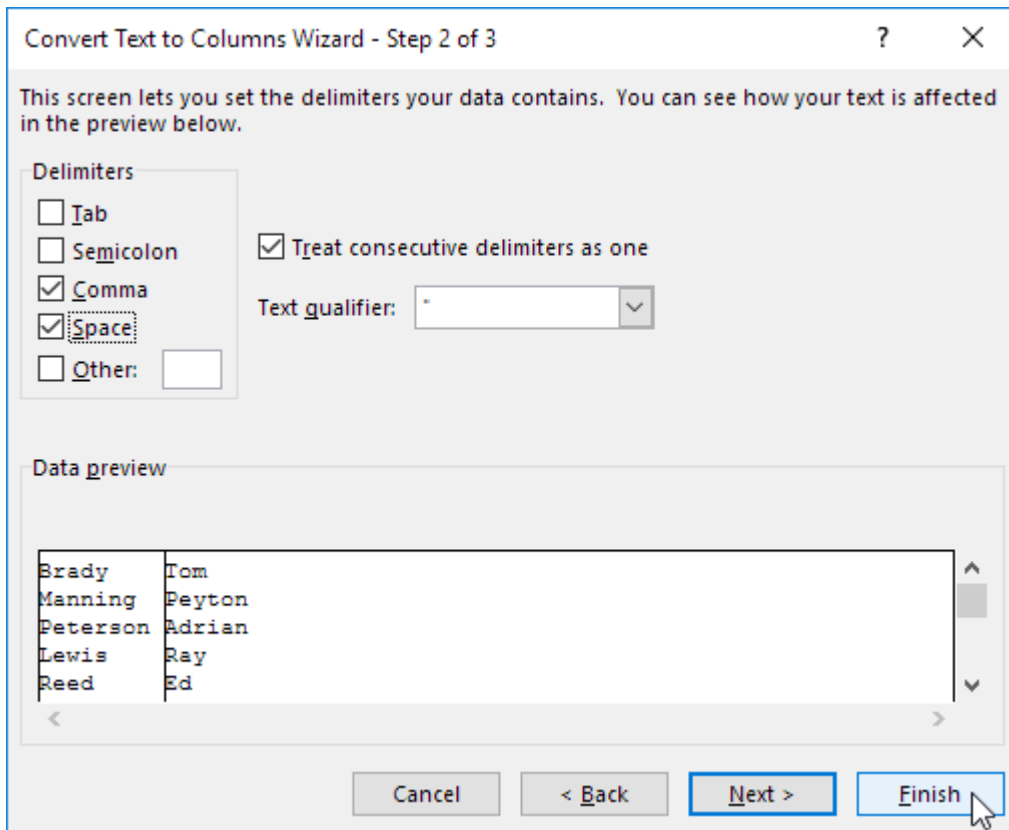 Convert Text to Columns Wizard - Step 2 of 3 ?
This screen lets you set the delimiters your data contains. You can see how your text is affected
in the preview below.
Delimiters
Tab
Semicolon
Comma
Space
Other:
Treat consecutive delimiters as one
Text qualifier: "
Data preview
Brady Tom
Manning Peyton
Peterson Adrian
Lewis Ray
Reed Ed
Cancel < Back Next > Finish